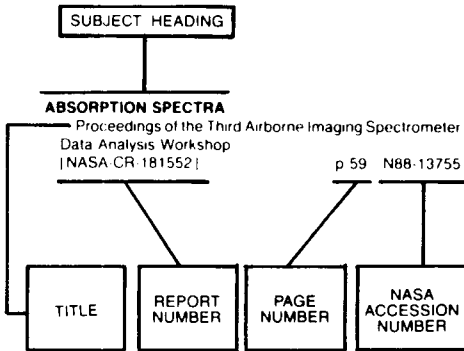 SUBJECT HEADING
ABSORPTION SPECTRA
Proceedings of the Third Airborne Imaging Spectrometer
Data Analysis Workshop
[NASA-CR-181552] p 59 N88-13755
TITLE
REPORT
NUMBER
PAGE
NUMBER
NASA
ACCESSION
NUMBER